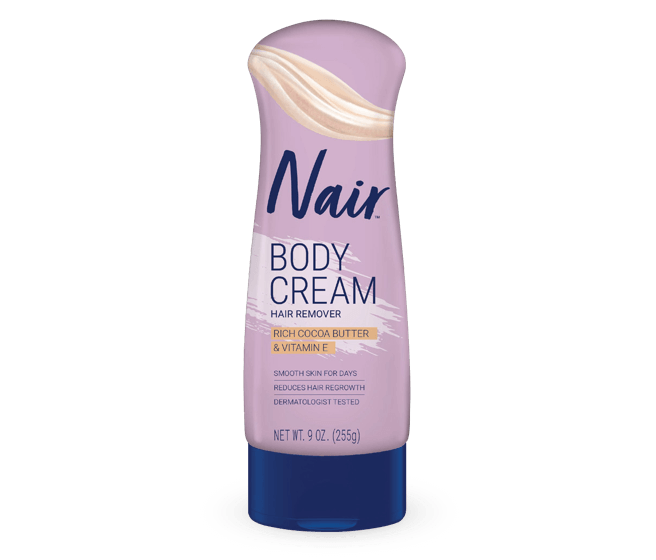 Nair™
BODY
CREAM
HAIR REMOVER
RICH COCOA BUTTER
& VITAMIN E
SMOOTH SKIN FOR DAYS
REDUCES HAIR REGROWTH
DERMATOLOGIST TESTED
NET WT. 9 OZ. (255g)